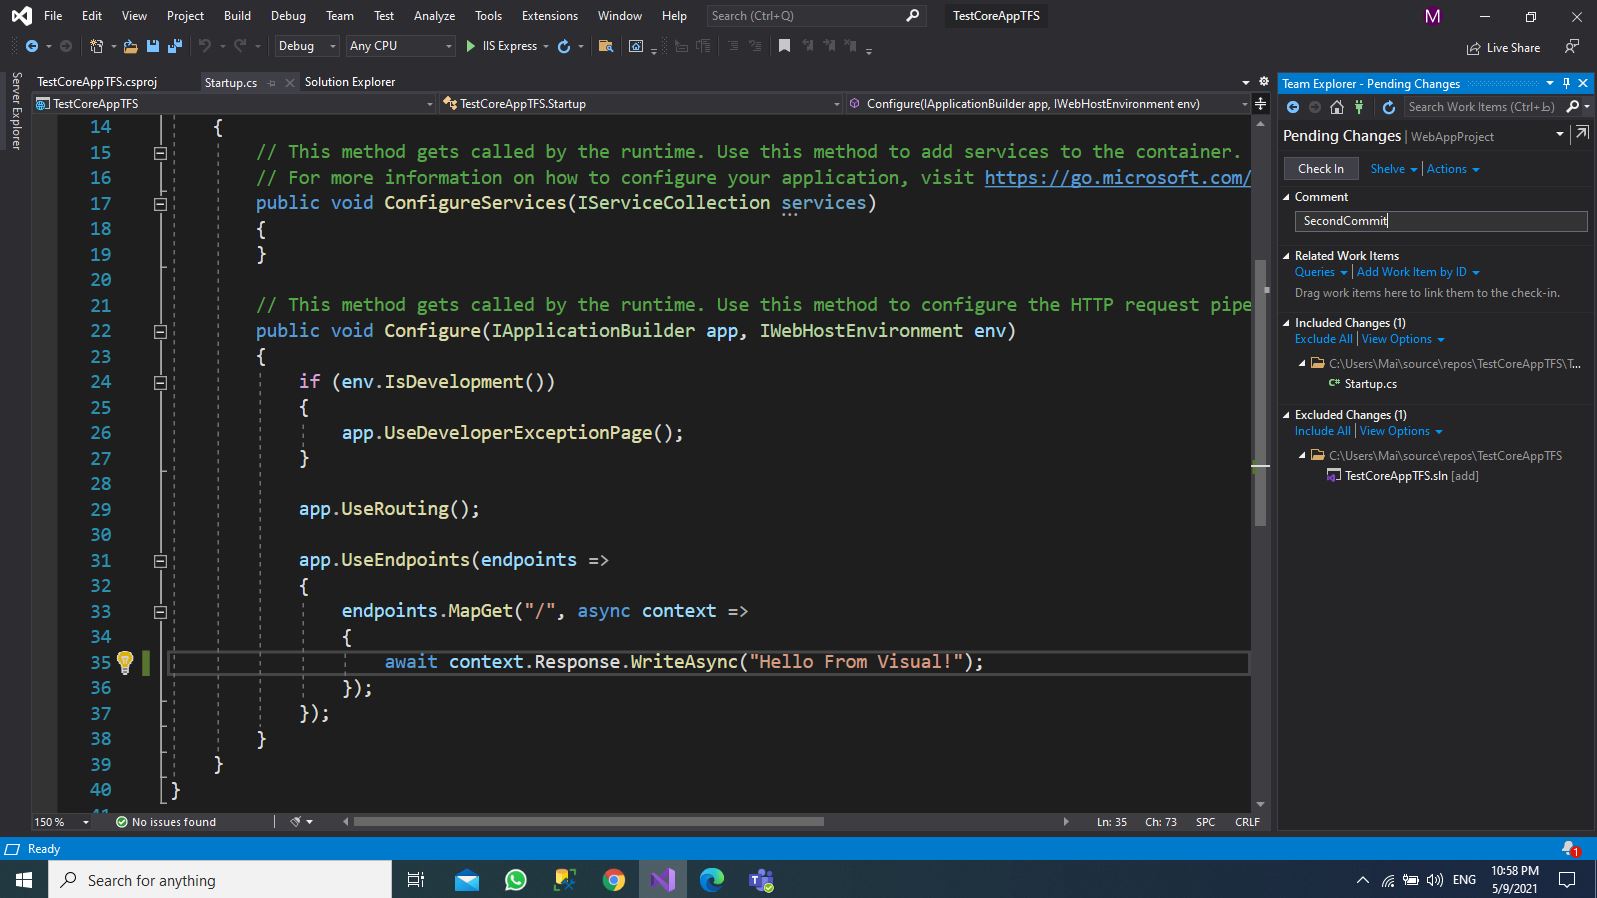 File Edit View Project Build Debug Team Test Analyze Tools Extensions Window Help Search (Ctrl+Q) TestCoreAppTFS M
Debug Any CPU IIS Express Live Share
Server Explorer
TestCoreAppTFS.csproj Startup.cs Solution Explorer
TestCoreAppTFS TestCoreAppTFS.Startup Configure(IApplicationBuilder app, IWebHostEnvironment env)
14 {
15 // This method gets called by the runtime. Use this method to add services to the container.
16 // For more information on how to configure your application, visit https://go.microsoft.com/
17 public void ConfigureServices(IServiceCollection services)
18 {
19 }
20
21 // This method gets called by the runtime. Use this method to configure the HTTP request pipe
22 public void Configure(IApplicationBuilder app, IWebHostEnvironment env)
23 {
24 if (env.IsDevelopment())
25 {
26 app.UseDeveloperExceptionPage();
27 }
28
29 app.UseRouting();
30
31 app.UseEndpoints(endpoints =>
32 {
33 endpoints.MapGet("/", async context =>
34 {
35 await context.Response.WriteAsync("Hello From Visual!");
36 });
37 });
38 }
39 }
40 }
150 % No issues found Ln: 35 Ch: 73 SPC CRLF
Team Explorer - Pending Changes
Search Work Items (Ctrl+ط)
Pending Changes | WebAppProject
Check In Shelve | Actions
Comment
SecondCommit
Related Work Items
Queries | Add Work Item by ID
Drag work items here to link them to the check-in.
Included Changes (1)
Exclude All | View Options
C:\Users\Mai\source\repos\TestCoreAppTFS\T...
C# Startup.cs
Excluded Changes (1)
Include All | View Options
C:\Users\Mai\source\repos\TestCoreAppTFS
TestCoreAppTFS.sln [add]
Ready 1
Search for anything ENG 10:58 PM
5/9/2021